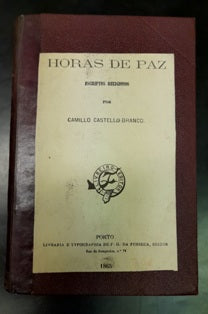 HORAS DE PAZ
ESCRIPTOS RELIGIOSOS
POR
CAMILLO CASTELLO-BRANCO.
PORTO
LIVRARIA E TYPOGRAPHIA DE F. G. DA FONSECA, EDITOR
1865